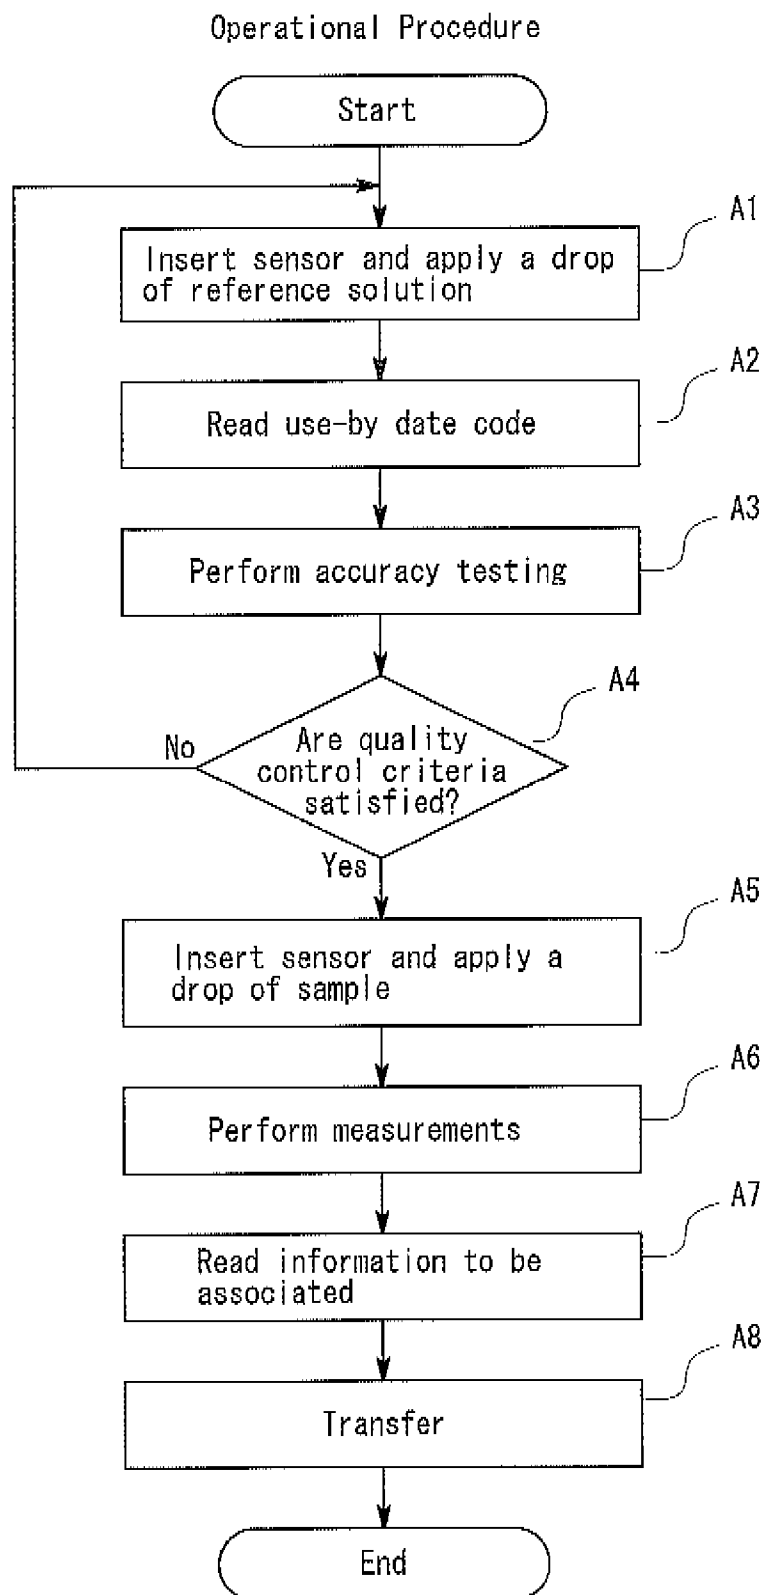 Operational Procedure
Start
A1
Insert sensor and apply a drop
of reference solution
A2
Read use-by date code
A3
Perform accuracy testing
A4
Are quality
control criteria
satisfied?
No
Yes
A5
Insert sensor and apply a
drop of sample
A6
Perform measurements
A7
Read information to be
associated
A8
Transfer
End